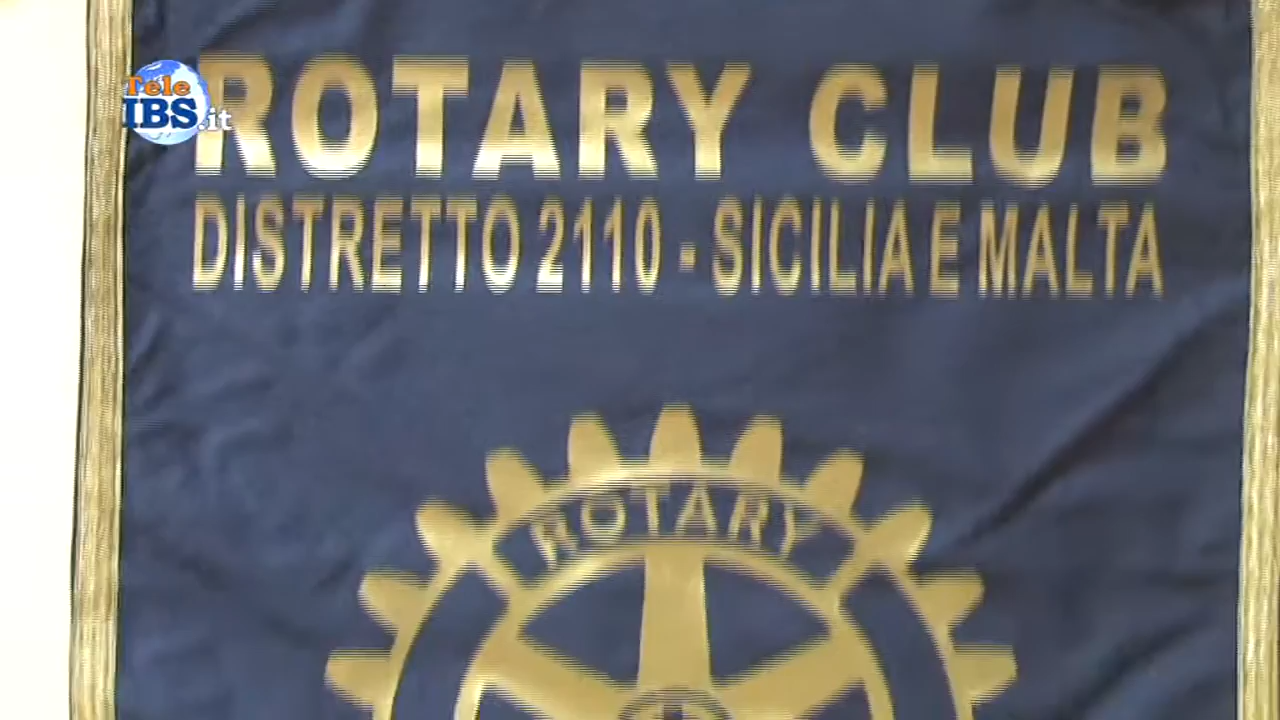 Tele
IBS.it
ROTARY CLUB
DISTRETTO 2110 - SICILIA E MALTA
ROTARY